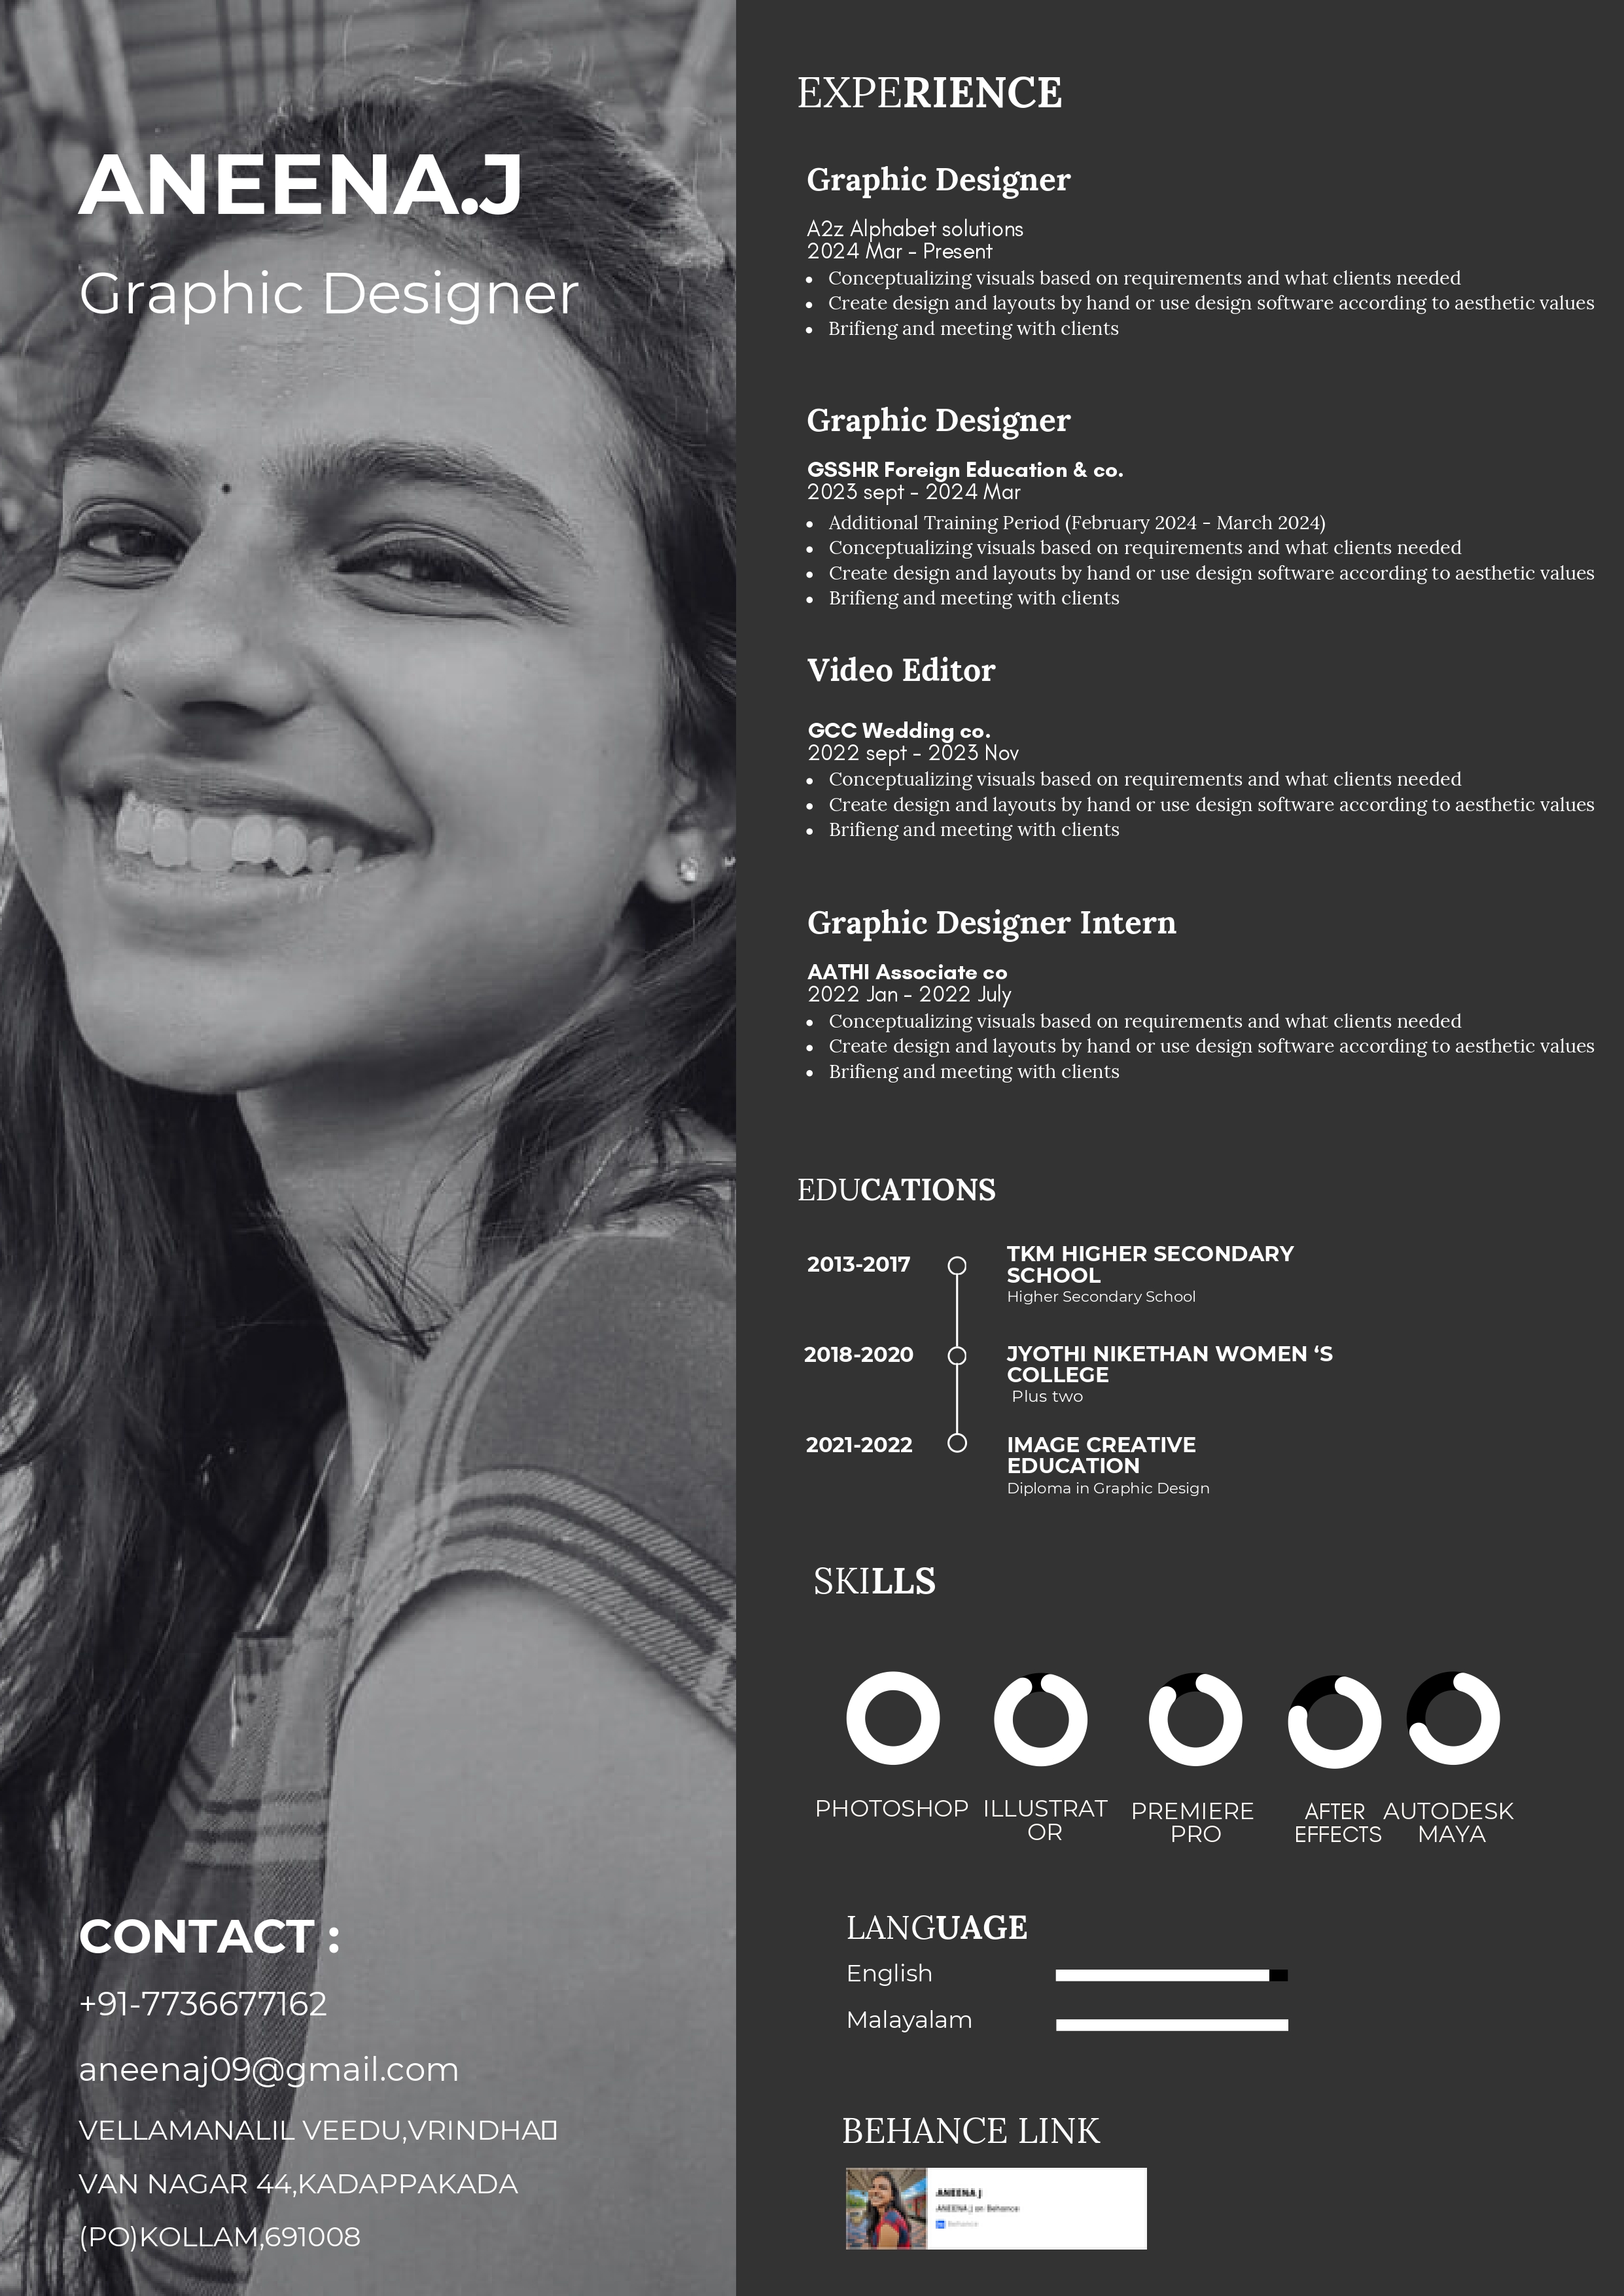 ANEENA.J
Graphic Designer
CONTACT :
+91-7736677162
aneenaj09@gmail.com
VELLAMANALIL VEEDU,VRINDHA
VAN NAGAR 44,KADAPPAKADA
(PO)KOLLAM,691008
EXPERIENCE
Graphic Designer
A2z Alphabet solutions
2024 Mar - Present
• Conceptualizing visuals based on requirements and what clients needed
• Create design and layouts by hand or use design software according to aesthetic values
• Brifieng and meeting with clients
Graphic Designer
GSSHR Foreign Education & co.
2023 sept - 2024 Mar
• Additional Training Period (February 2024 - March 2024)
• Conceptualizing visuals based on requirements and what clients needed
• Create design and layouts by hand or use design software according to aesthetic values
• Brifieng and meeting with clients
Video Editor
GCC Wedding co.
2022 sept - 2023 Nov
• Conceptualizing visuals based on requirements and what clients needed
• Create design and layouts by hand or use design software according to aesthetic values
• Brifieng and meeting with clients
Graphic Designer Intern
AATHI Associate co
2022 Jan - 2022 July
• Conceptualizing visuals based on requirements and what clients needed
• Create design and layouts by hand or use design software according to aesthetic values
• Brifieng and meeting with clients
EDUCATIONS
2013-2017
TKM HIGHER SECONDARY
SCHOOL
Higher Secondary School
2018-2020
JYOTHI NIKETHAN WOMEN ‘S
COLLEGE
Plus two
2021-2022
IMAGE CREATIVE
EDUCATION
Diploma in Graphic Design
SKILLS
PHOTOSHOP
ILLUSTRAT
OR
PREMIERE
PRO
AFTER
EFFECTS
AUTODESK
MAYA
LANGUAGE
English
Malayalam
BEHANCE LINK
ANEENA J
ANEENA J on Behance
Behance